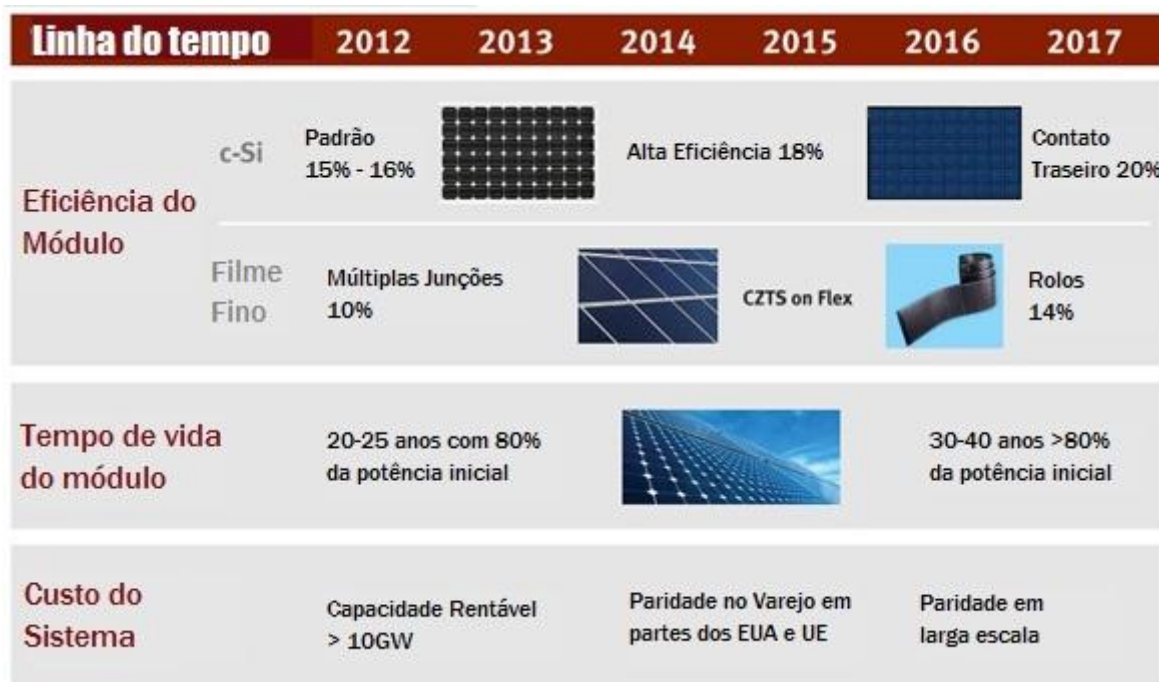 Linha do tempo 2012 2013 2014 2015 2016 2017
Eficiência do
Módulo
c-Si
Padrão
15% - 16%
Alta Eficiência 18%
Contato
Traseiro 20%
Filme
Fino
Múltiplas Junções
10%
CZTS on Flex
Rolos
14%
Tempo de vida
do módulo
20-25 anos com 80%
da potência inicial
30-40 anos >80%
da potência inicial
Custo do
Sistema
Capacidade Rentável
> 10GW
Paridade no Varejo em
partes dos EUA e UE
Paridade em
larga escala